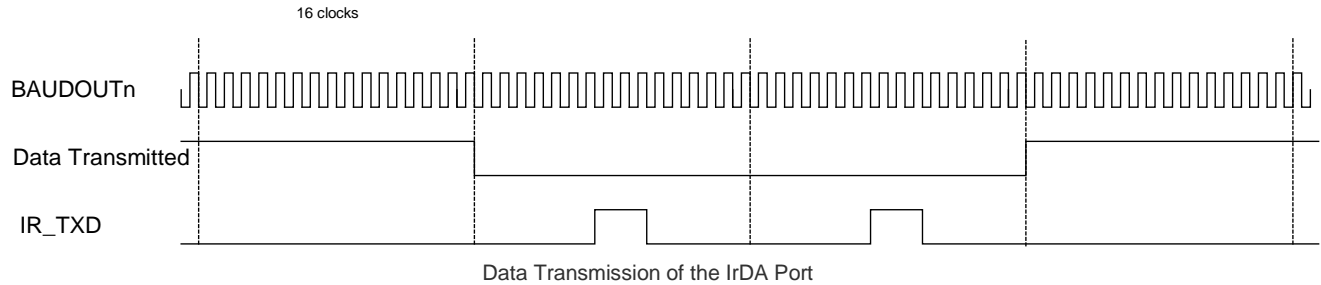 16 clocks
BAUDOUTn
Data Transmitted
IR_TXD
Data Transmission of the IrDA Port